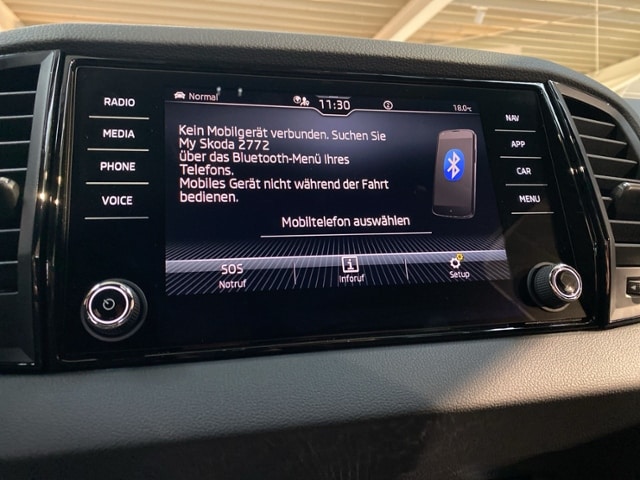 RADIO
MEDIA
PHONE
VOICE
Normal
11:30
18.0°C
Kein Mobilgerät verbunden. Suchen Sie
My Skoda 2772
über das Bluetooth-Menü Ihres
Telefons.
Mobiles Gerät nicht während der Fahrt
bedienen.
Mobiltelefon auswählen
SOS
Notruf
i
Inforuf
Setup
NAV
APP
CAR
MENU